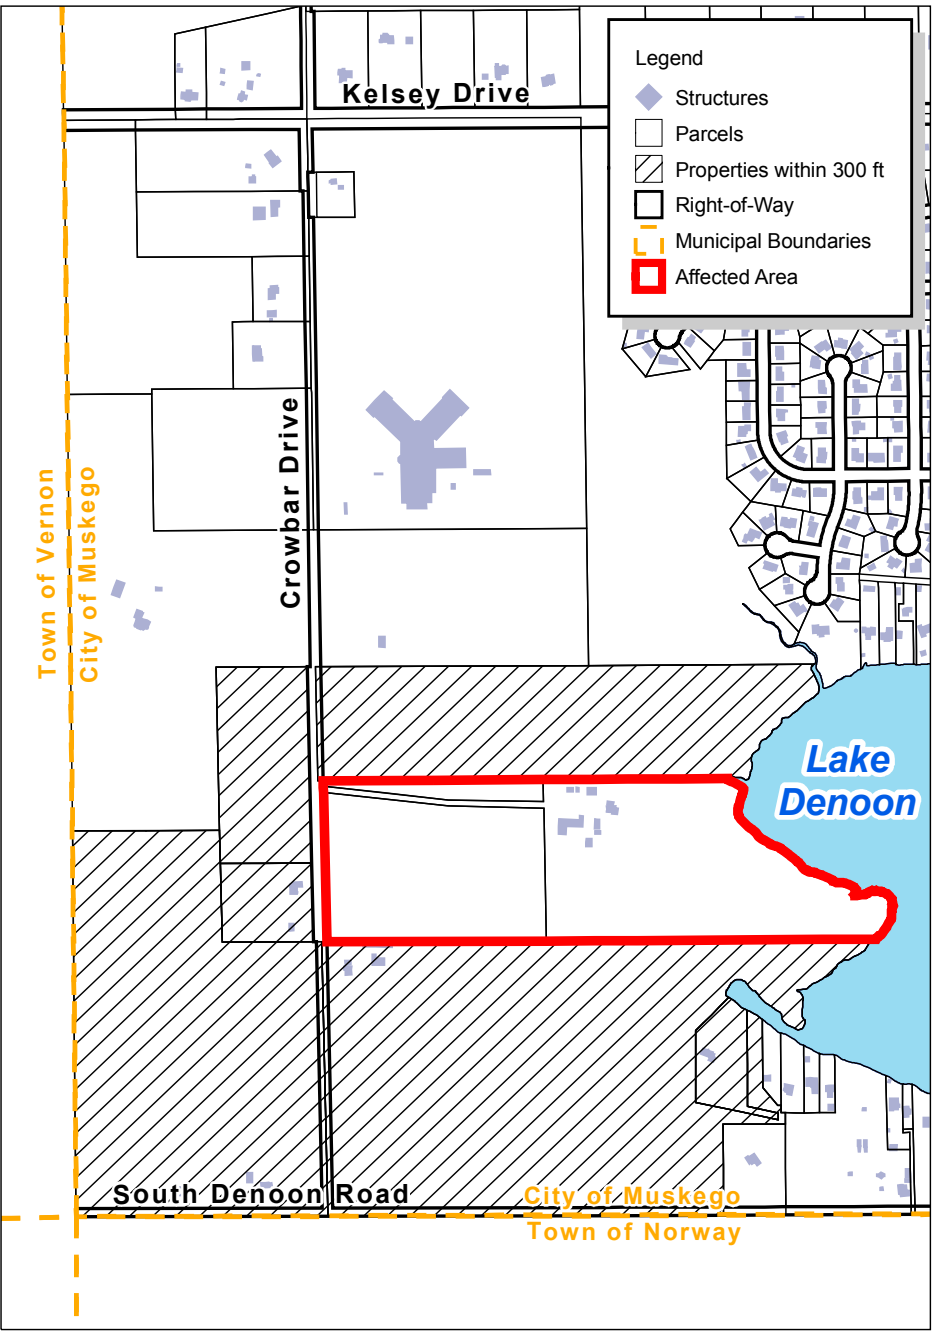 Kelsey Drive
Legend
Structures
Parcels
Properties within 300 ft
Right-of-Way
Municipal Boundaries
Affected Area
Crowbar Drive
Town of Vernon
City of Muskego
Lake
Denoon
South Denoon Road
City of Muskego
Town of Norway